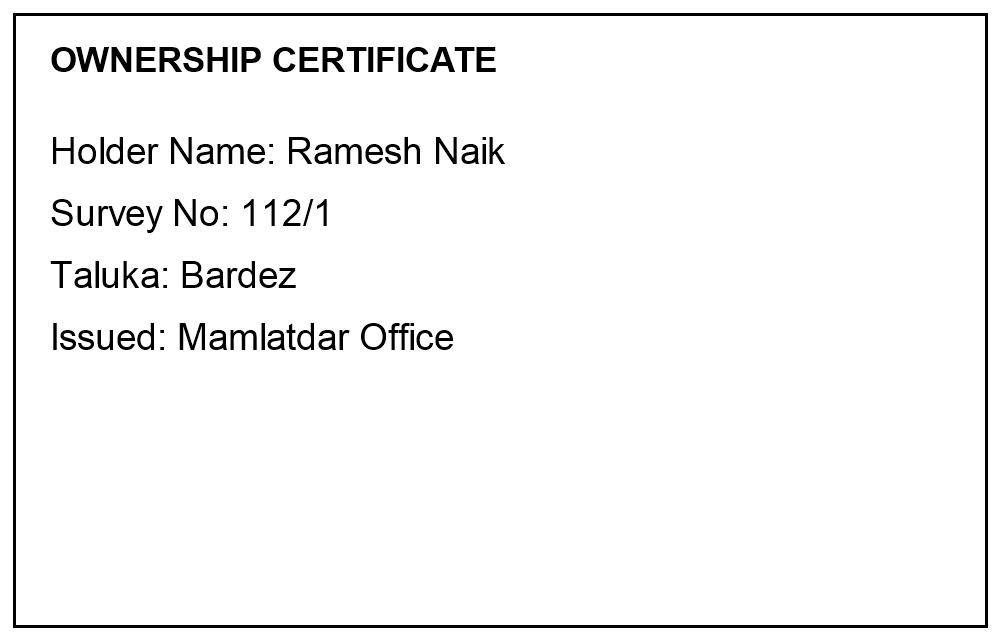 OWNERSHIP CERTIFICATE
Holder Name: Ramesh Naik
Survey No: 112/1
Taluka: Bardez
Issued: Mamlatdar Office